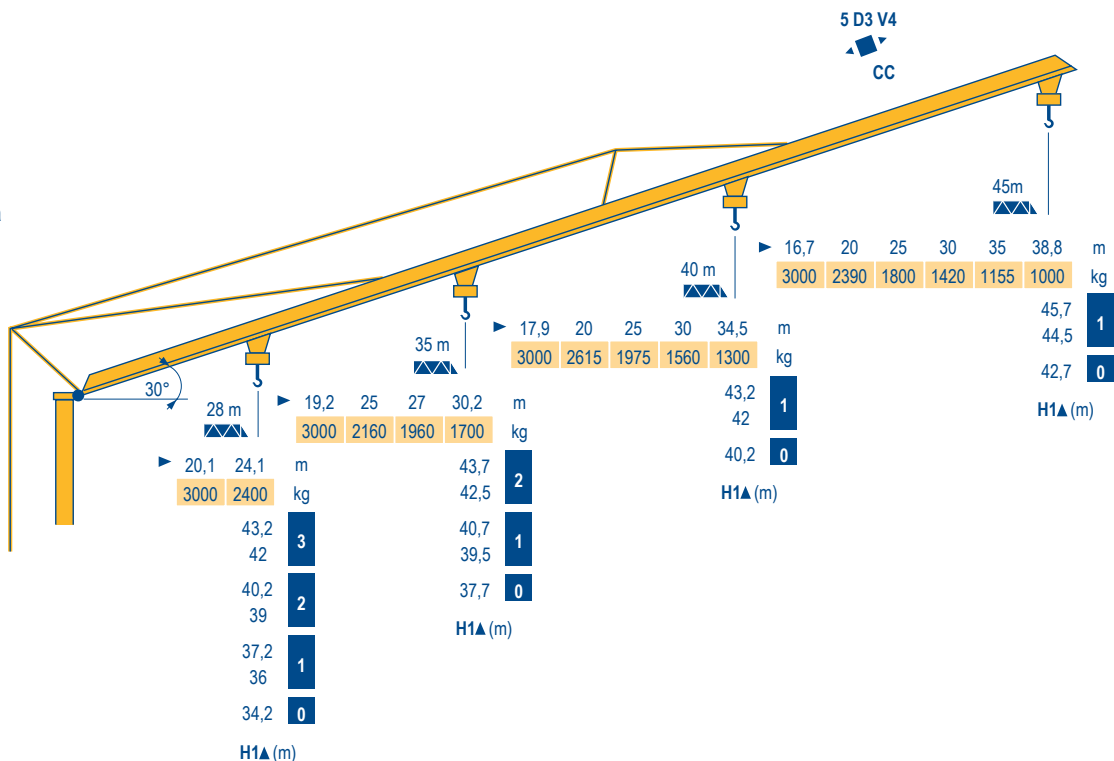 5 D3 V4
CC
30°
28 m
► 20,1 24,1 m
3000 2400 kg
43,2
42
3
40,2
39
2
37,2
36
1
34,2 0
H1▲ (m)
35 m
► 19,2 25 27 30,2 m
3000 2160 1960 1700 kg
43,7
42,5
2
40,7
39,5
1
37,7 0
H1▲ (m)
40 m
► 17,9 20 25 30 34,5 m
3000 2615 1975 1560 1300 kg
43,2
42
1
40,2 0
H1▲ (m)
45m
► 16,7 20 25 30 35 38,8 m
3000 2390 1800 1420 1155 1000 kg
45,7
44,5
1
42,7 0
H1▲ (m)